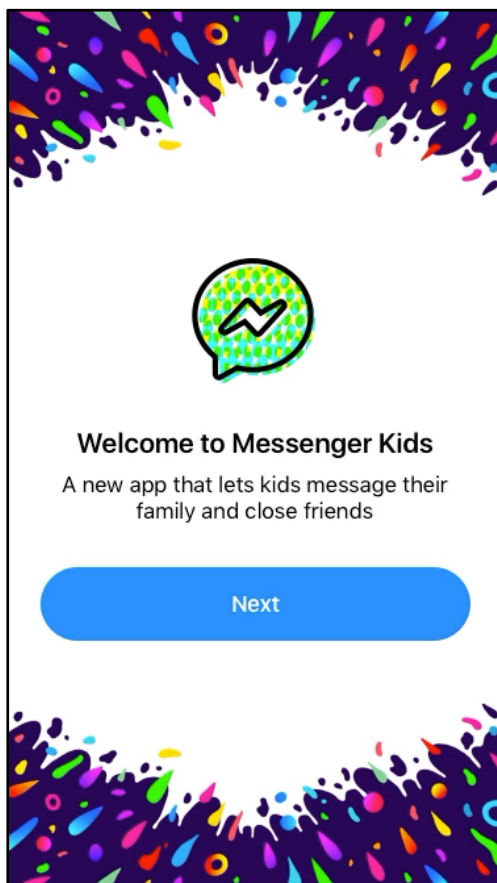 Welcome to Messenger Kids
A new app that lets kids message their
family and close friends
Next